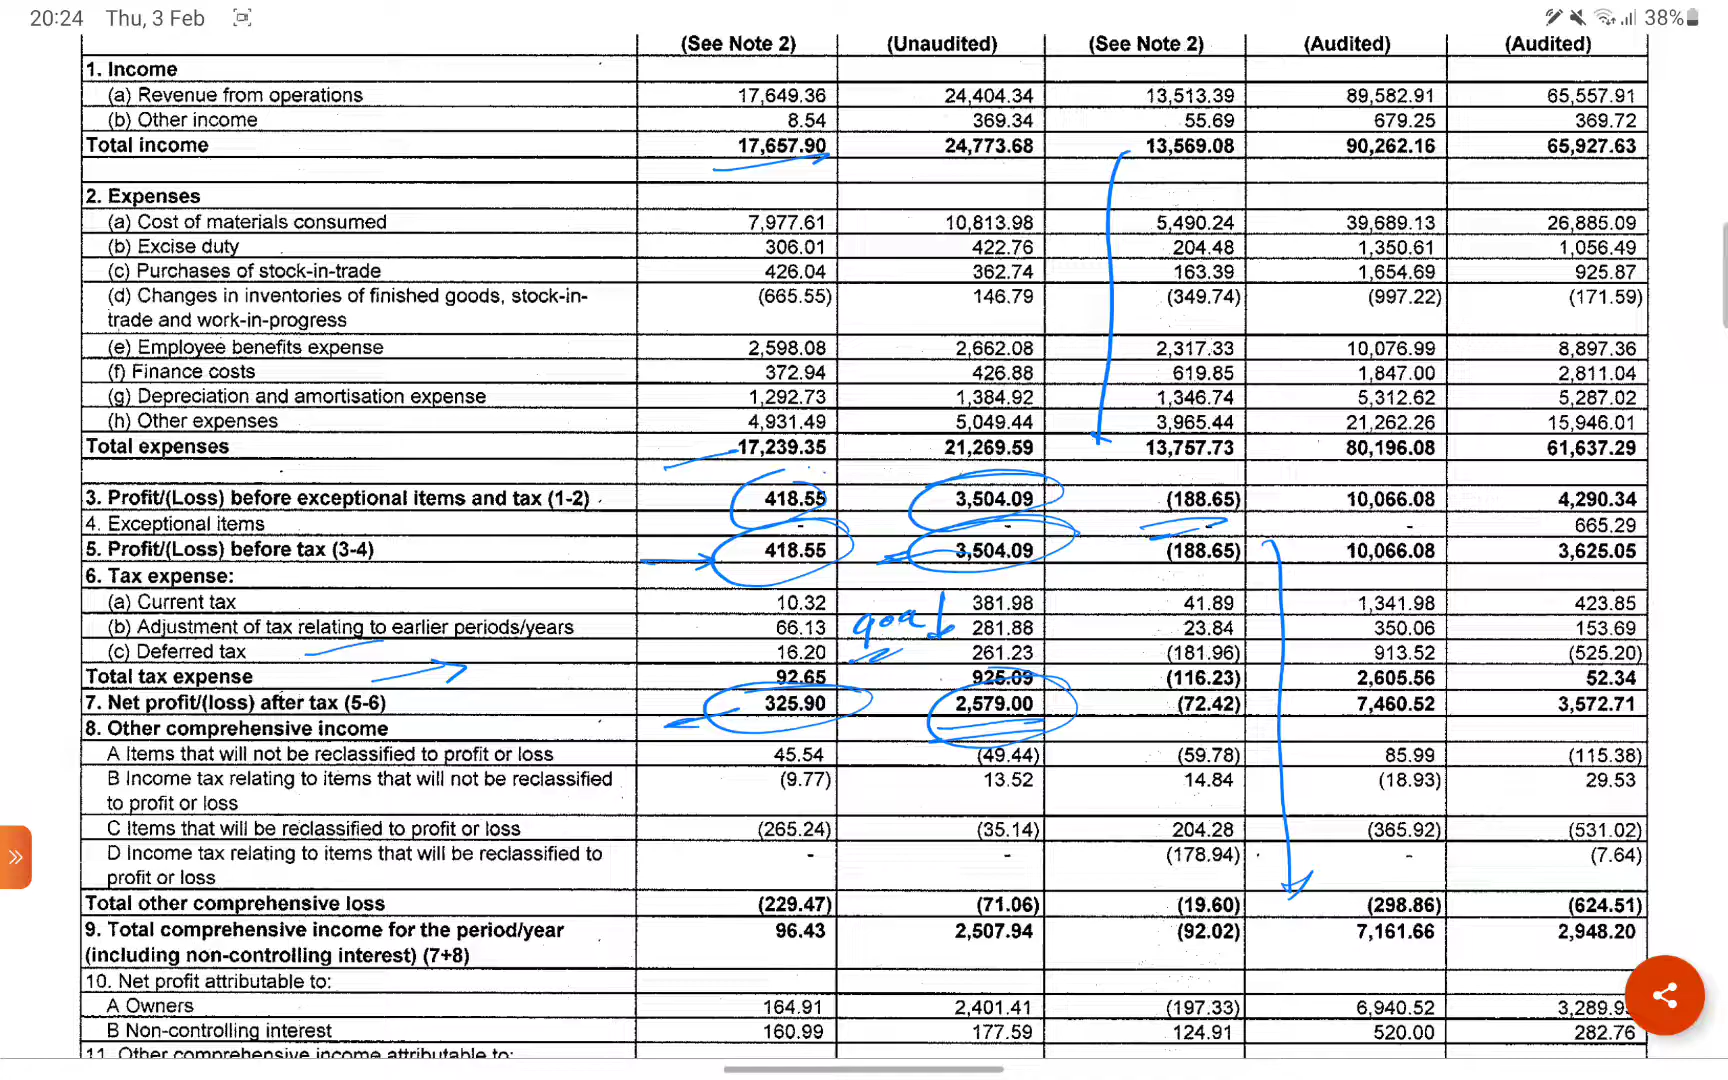 20:24 Thu, 3 Feb 38%
(See Note 2) (Unaudited) (See Note 2) (Audited) (Audited)
1. Income
(a) Revenue from operations 17,649.36 24,404.34 13,513.39 89,582.91 65,557.91
(b) Other income 8.54 369.34 55.69 679.25 369.72
Total income 17,657.90 24,773.68 13,569.08 90,262.16 65,927.63
2. Expenses
(a) Cost of materials consumed 7,977.61 10,813.98 5,490.24 39,689.13 26,885.09
(b) Excise duty 306.01 422.76 204.48 1,350.61 1,056.49
(c) Purchases of stock-in-trade 426.04 362.74 163.39 1,654.69 925.87
(d) Changes in inventories of finished goods, stock-in- (665.55) 146.79 (349.74) (997.22) (171.59)
trade and work-in-progress
(e) Employee benefits expense 2,598.08 2,662.08 2,317.33 10,076.99 8,897.36
(f) Finance costs 372.94 426.88 619.85 1,847.00 2,811.04
(g) Depreciation and amortisation expense 1,292.73 1,384.92 1,346.74 5,312.62 5,287.02
(h) Other expenses 4,931.49 5,049.44 3,965.44 21,262.26 15,946.01
Total expenses 17,239.35 21,269.59 13,757.73 80,196.08 61,637.29
3. Profit/(Loss) before exceptional items and tax (1-2) 418.55 3,504.09 (188.65) 10,066.08 4,290.34
4. Exceptional items - - - - 665.29
5. Profit/(Loss) before tax (3-4) 418.55 3,504.09 (188.65) 10,066.08 3,625.05
6. Tax expense:
(a) Current tax 10.32 381.98 41.89 1,341.98 423.85
(b) Adjustment of tax relating to earlier periods/years 66.13 281.88 23.84 350.06 153.69
(c) Deferred tax 16.20 261.23 (181.96) 913.52 (525.20)
Total tax expense 92.65 925.09 (116.23) 2,605.56 52.34
7. Net profit/(loss) after tax (5-6) 325.90 2,579.00 (72.42) 7,460.52 3,572.71
8. Other comprehensive income
A Items that will not be reclassified to profit or loss 45.54 (49.44) (59.78) 85.99 (115.38)
B Income tax relating to items that will not be reclassified (9.77) 13.52 14.84 (18.93) 29.53
to profit or loss
C Items that will be reclassified to profit or loss (265.24) (35.14) 204.28 (365.92) (531.02)
D Income tax relating to items that will be reclassified to - - (178.94) - (7.64)
profit or loss
Total other comprehensive loss (229.47) (71.06) (19.60) (298.86) (624.51)
9. Total comprehensive income for the period/year 96.43 2,507.94 (92.02) 7,161.66 2,948.20
(including non-controlling interest) (7+8)
10. Net profit attributable to:
A Owners 164.91 2,401.41 (197.33) 6,940.52
B Non-controlling interest 160.99 177.59 124.91 520.00 282.76
11. Other comprehensive income attributable to: